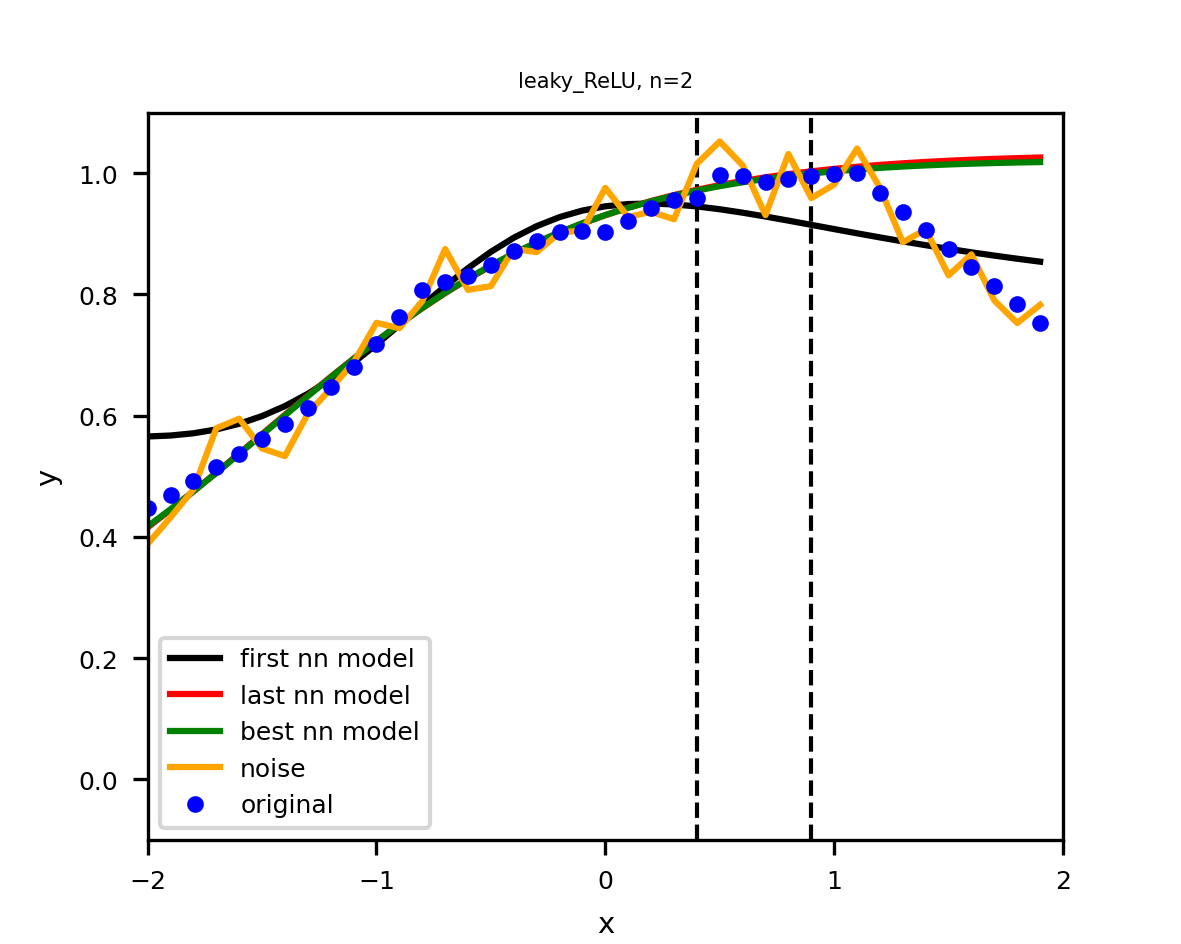 leaky_ReLU, n=2
1.0
0.8
0.6
0.4
0.2
0.0
y
first nn model
last nn model
best nn model
noise
original
−2 −1 0 1 2
x